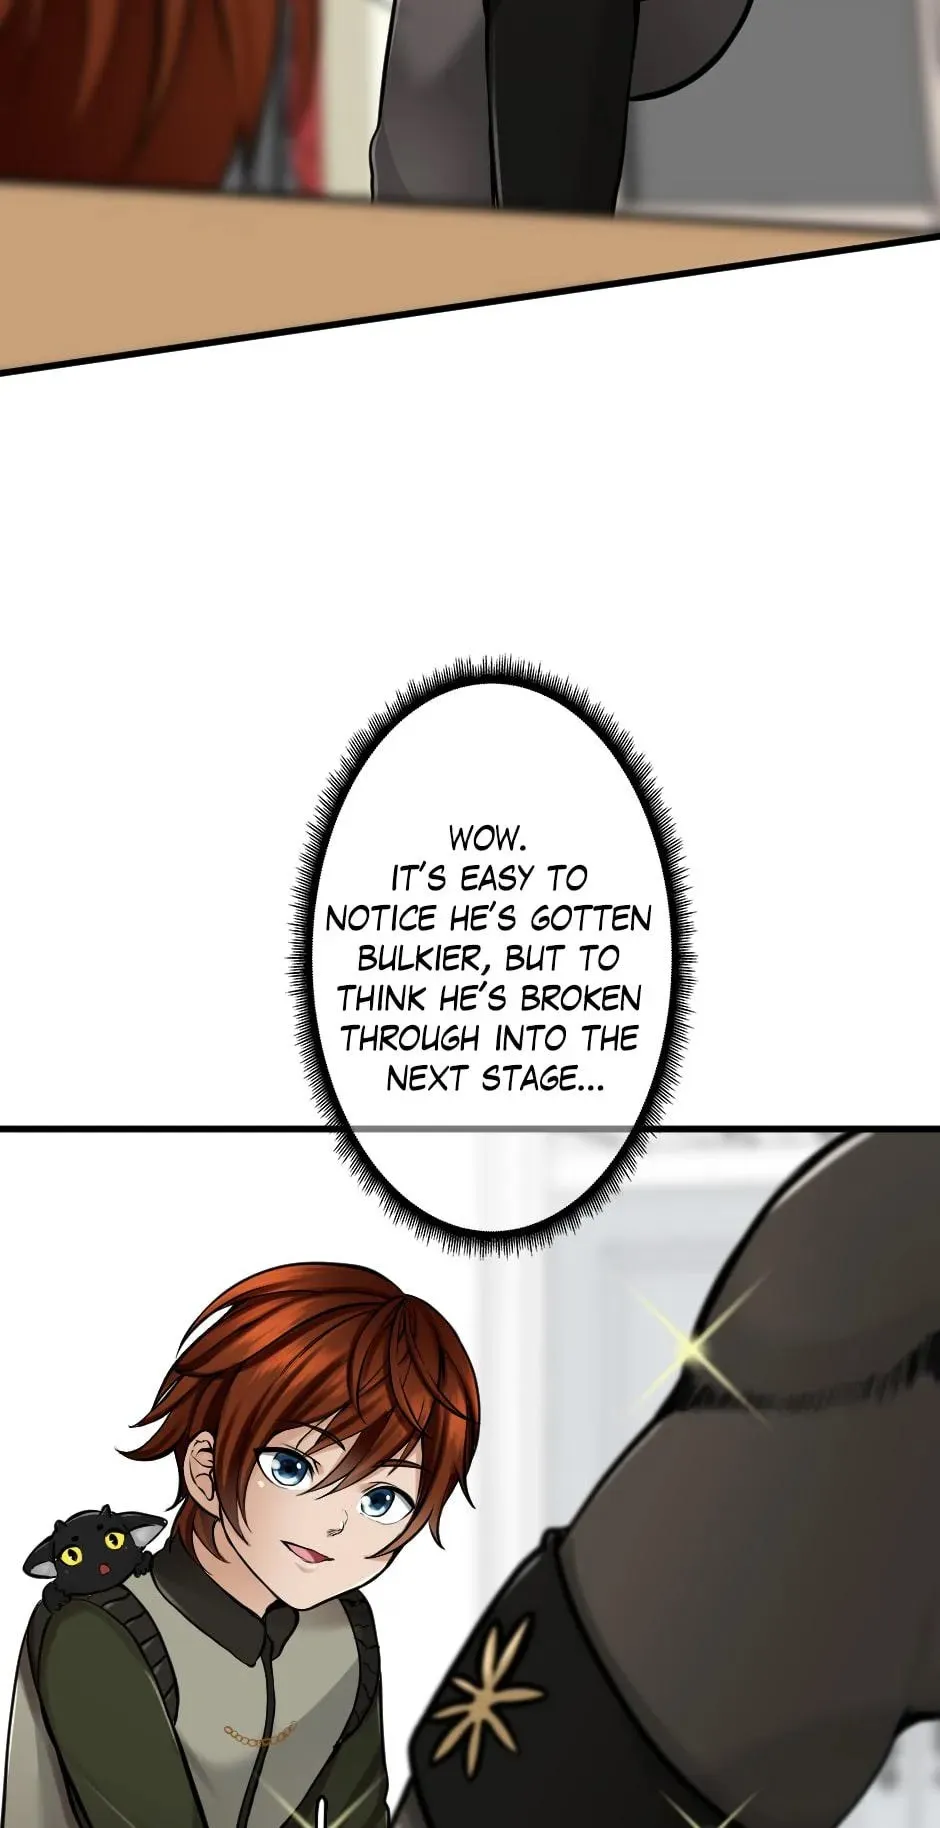 WOW.
IT'S EASY TO
NOTICE HE'S GOTTEN
BULKIER, BUT TO
THINK HE'S BROKEN
THROUGH INTO THE
NEXT STAGE...